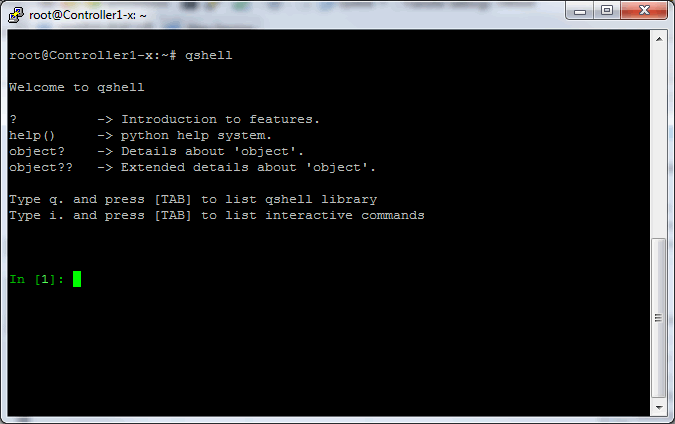 root@Controller1-x: ~
root@Controller1-x:~# qshell
Welcome to qshell
? -> Introduction to features.
help() -> python help system.
object? -> Details about 'object'.
object?? -> Extended details about 'object'.
Type q. and press [TAB] to list qshell library
Type i. and press [TAB] to list interactive commands
In [1]: